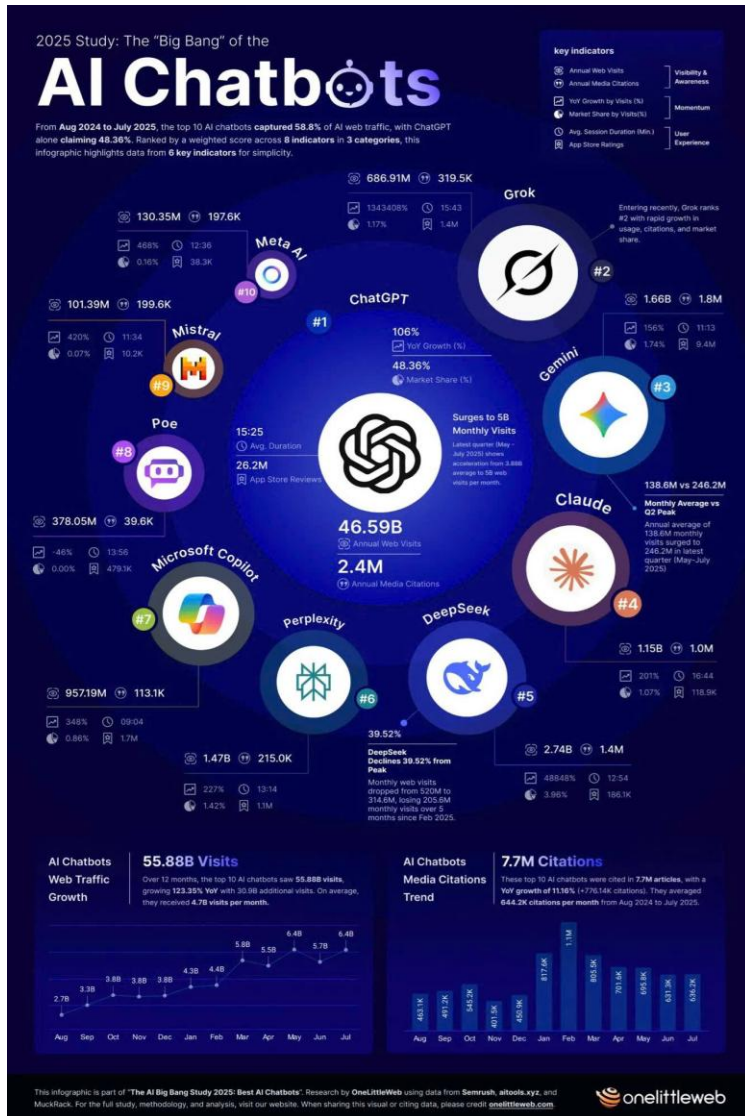 2025 Study: The "Big Bang" of the
AI Chatbots
From Aug 2024 to July 2025, the top 10 AI chatbots captured 58.8% of AI web traffic, with ChatGPT
alone claiming 48.36%. Ranked by a weighted score across 8 indicators in 3 categories, this
infographic highlights data from 6 key indicators for simplicity.
key indicators
Annual Web Visits
Annual Media Citations
Visibility &
Awareness
YoY Growth by Visits (%)
Market Share by Visits(%)
Momentum
Avg. Session Duration (Min.)
App Store Ratings
User
Experience
686.91M 319.5K
1343408% 15:43
1.17% 1.4M
Grok
#2
Entering recently, Grok ranks
#2 with rapid growth in
usage, citations, and market
share.
130.35M 197.6K
468% 12:36
0.16% 38.3K
Meta AI
#10
ChatGPT
#1
106%
YoY Growth (%)
48.36%
Market Share (%)
15:25
Avg. Duration
26.2M
App Store Reviews
Surges to 5B
Monthly Visits
Latest quarter (May -
July 2025) shows
acceleration from 3.88B
average to 5B web
visits per month.
46.59B
Annual Web Visits
2.4M
Annual Media Citations
1.66B 1.8M
156% 11:13
1.74% 9.4M
Gemini
#3
138.6M vs 246.2M
Monthly Average vs
Q2 Peak
Annual average of
138.6M monthly
visits surged to
246.2M in latest
quarter (May-July
2025)
101.39M 199.6K
420% 11:34
0.07% 10.2K
Mistral
#9
Poe
#8
378.05M 39.6K
-46% 13:56
0.00% 479.1K
Claude
#4
1.15B 1.0M
201% 16:44
1.07% 118.9K
Microsoft Copilot
#7
957.19M 113.1K
348% 09:04
0.86% 1.7M
Perplexity
#6
1.47B 215.0K
227% 13:14
1.42% 1.1M
DeepSeek
#5
39.52%
DeepSeek
Declines 39.52% from
Peak
Monthly web visits
dropped from 520M to
314.6M, losing 205.6M
monthly visits over 5
months since Feb 2025.
2.74B 1.4M
48848% 12:54
3.96% 186.1K
AI Chatbots
Web Traffic
Growth
55.88B Visits
Over 12 months, the top 10 AI chatbots saw 55.88B visits,
growing 123.35% YoY with 30.9B additional visits. On average,
they received 4.7B visits per month.
2.7B 3.3B 3.8B 3.8B 3.8B 4.3B 4.4B 5.8B 5.5B 6.4B 5.7B 6.4B
Aug Sep Oct Nov Dec Jan Feb Mar Apr May Jun Jul
AI Chatbots
Media Citations
Trend
7.7M Citations
These top 10 AI chatbots were cited in 7.7M articles, with a
YoY growth of 11.16% (+776.14K citations). They averaged
644.2K citations per month from Aug 2024 to July 2025.
463.1K 491.2K 545.2K 401.5K 450.9K 817.6K 1.1M 805.5K 701.6K 695.8K 631.3K 636.2K
Aug Sep Oct Nov Dec Jan Feb Mar Apr May Jun Jul
This infographic is part of "The AI Big Bang Study 2025: Best AI Chatbots". Research by OneLittleWeb using data from Semrush, aitools.xyz, and
MuckRack. For the full study, methodology, and analysis, visit our website. When sharing this visual or citing data, please credit onelittleweb.com.
onelittleweb